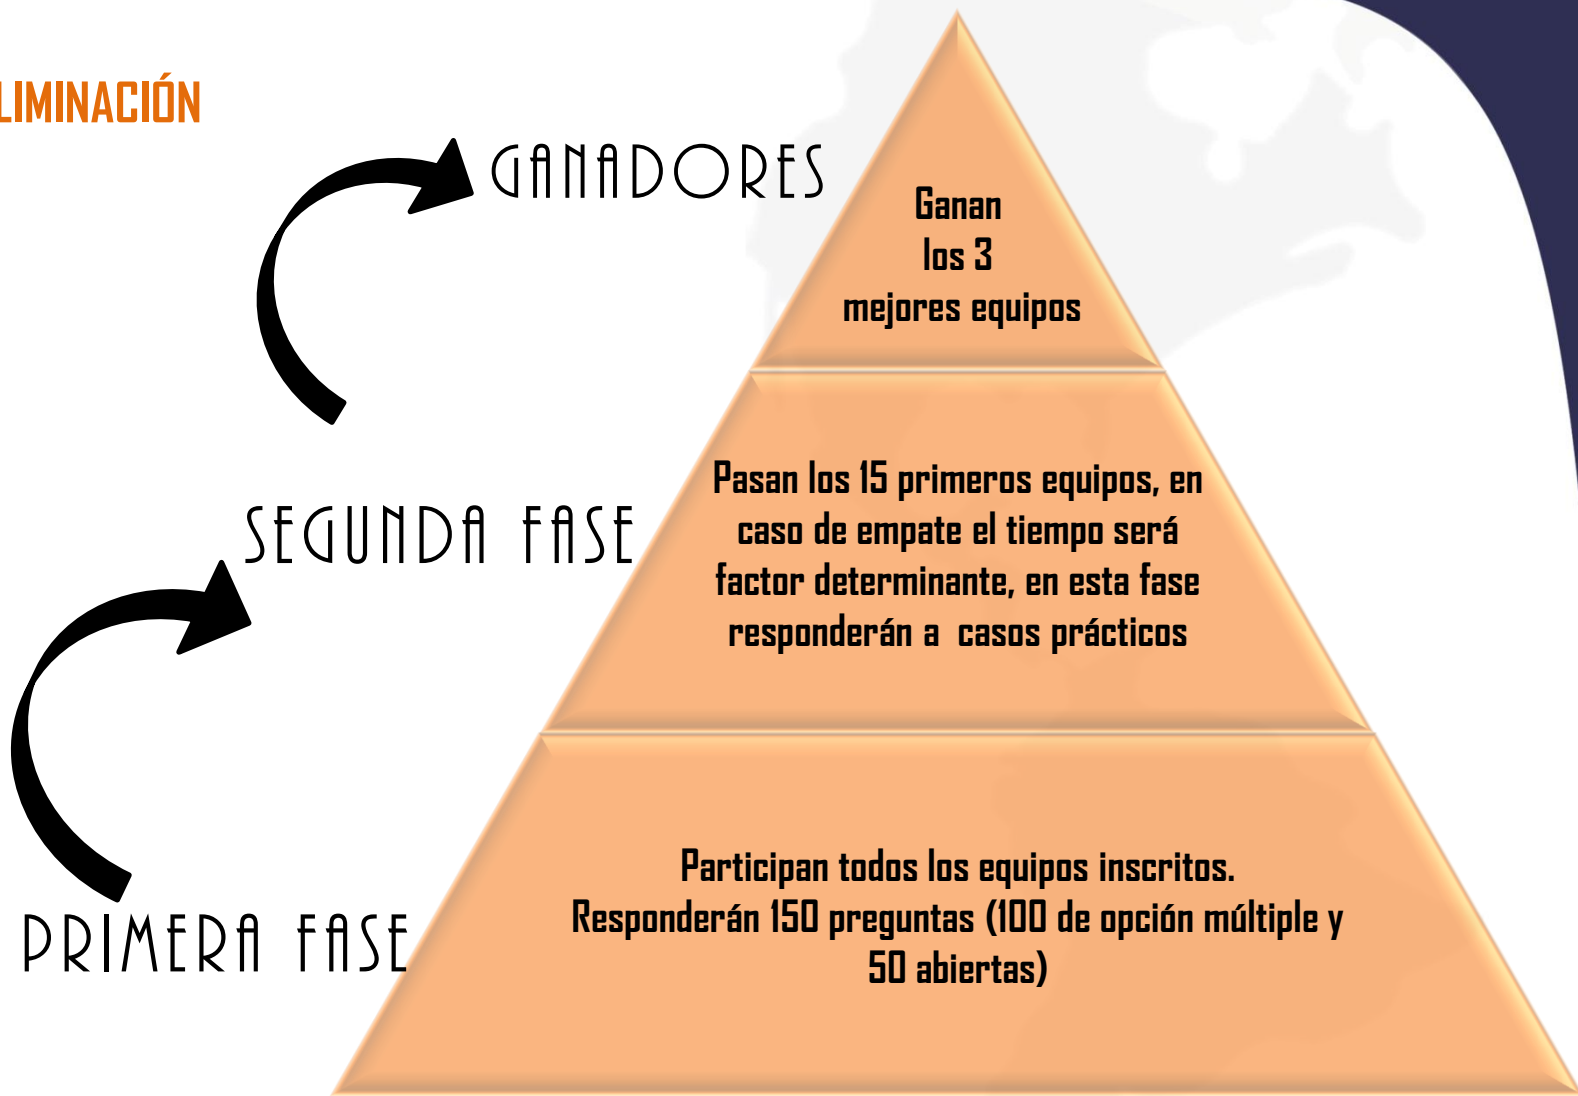 LIMINACIÓN
GANADORES
Ganan
los 3
mejores equipos
SEGUNDA FASE
Pasan los 15 primeros equipos, en
caso de empate el tiempo será
factor determinante, en esta fase
responderán a casos prácticos
PRIMERA FASE
Participan todos los equipos inscritos.
Responderán 150 preguntas (100 de opción múltiple y
50 abiertas)